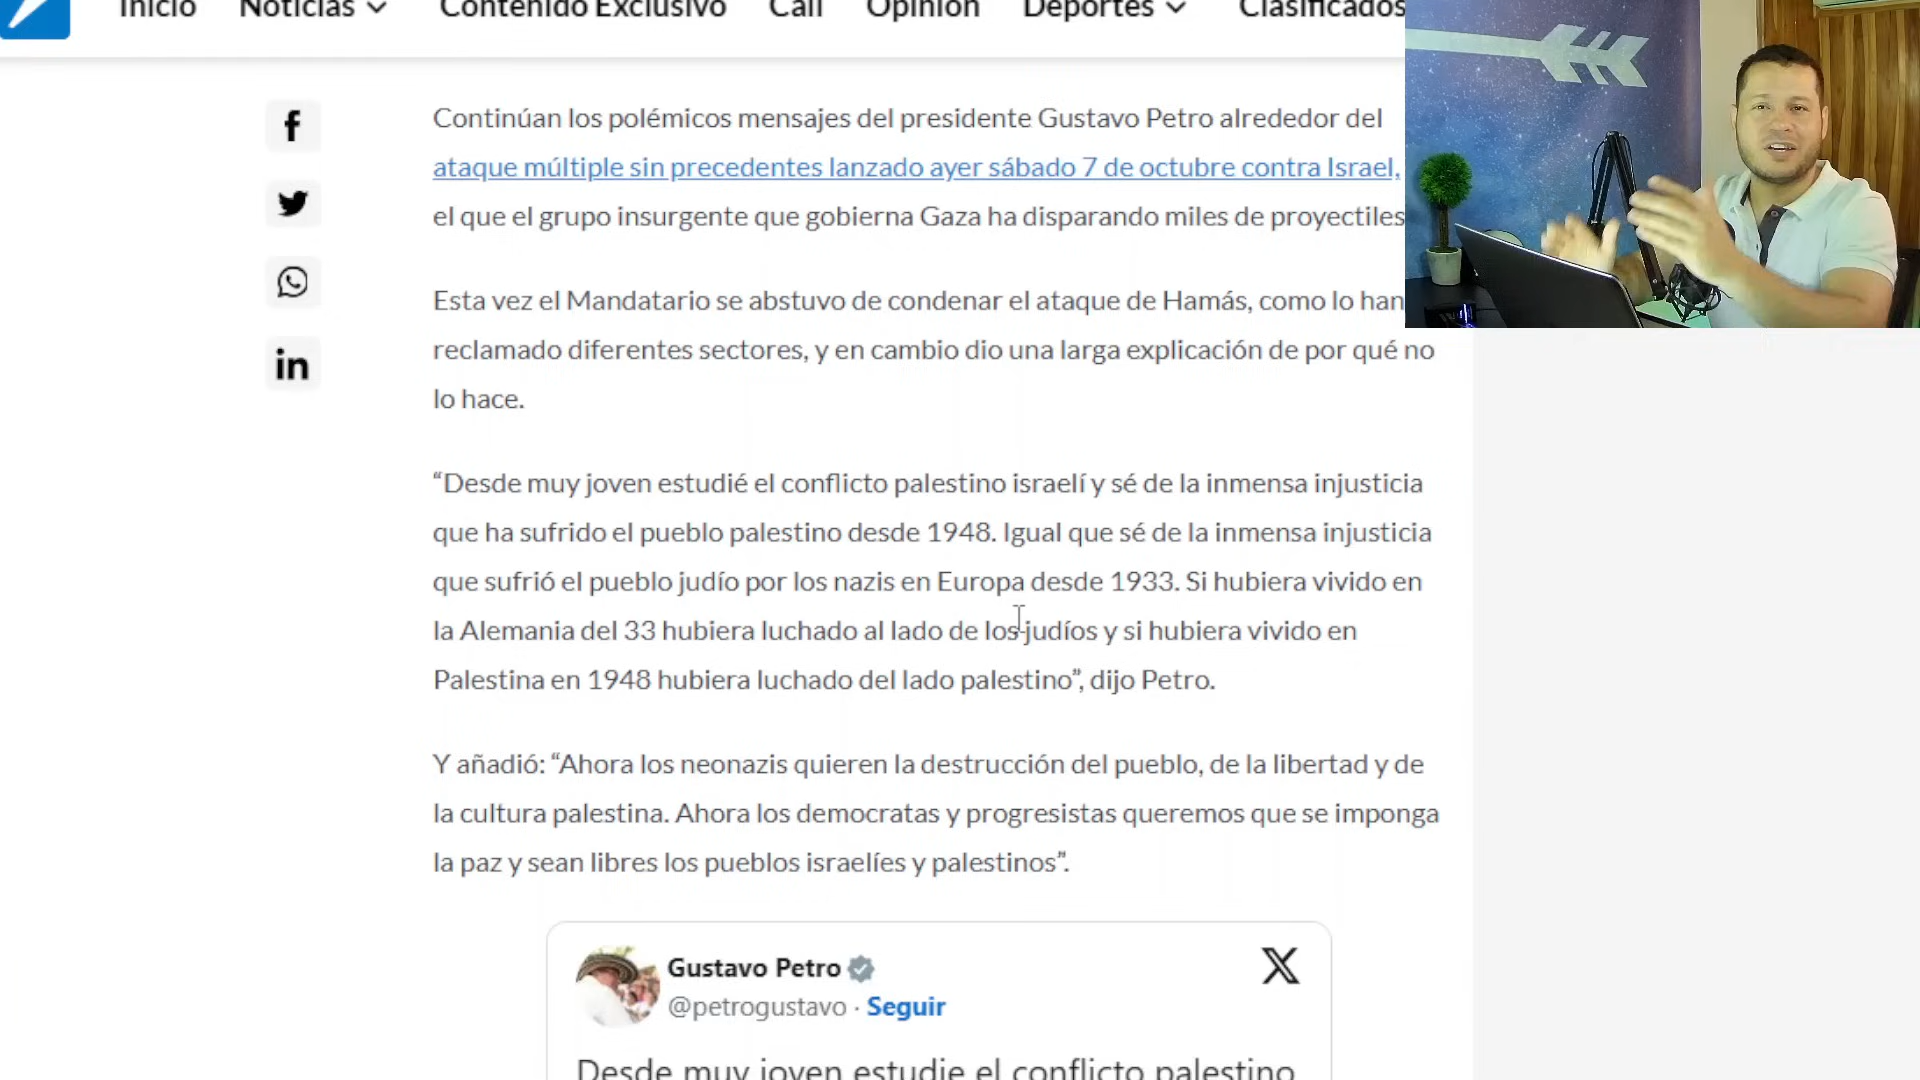 Inicio Noticias Contenido Exclusivo Cali Opinión Deportes Clasificados
Continúan los polémicos mensajes del presidente Gustavo Petro alrededor del
ataque múltiple sin precedentes lanzado ayer sábado 7 de octubre contra Israel,
el que el grupo insurgente que gobierna Gaza ha disparando miles de proyectiles
Esta vez el Mandatario se abstuvo de condenar el ataque de Hamás, como lo han
reclamado diferentes sectores, y en cambio dio una larga explicación de por qué no
lo hace.
“Desde muy joven estudié el conflicto palestino israelí y sé de la inmensa injusticia
que ha sufrido el pueblo palestino desde 1948. Igual que sé de la inmensa injusticia
que sufrió el pueblo judío por los nazis en Europa desde 1933. Si hubiera vivido en
la Alemania del 33 hubiera luchado al lado de los judíos y si hubiera vivido en
Palestina en 1948 hubiera luchado del lado palestino”, dijo Petro.
Y añadió: “Ahora los neonazis quieren la destrucción del pueblo, de la libertad y de
la cultura palestina. Ahora los democratas y progresistas queremos que se imponga
la paz y sean libres los pueblos israelíes y palestinos”.
Gustavo Petro
@petrogustavo · Seguir
Desde muy joven estudie el conflicto palestino